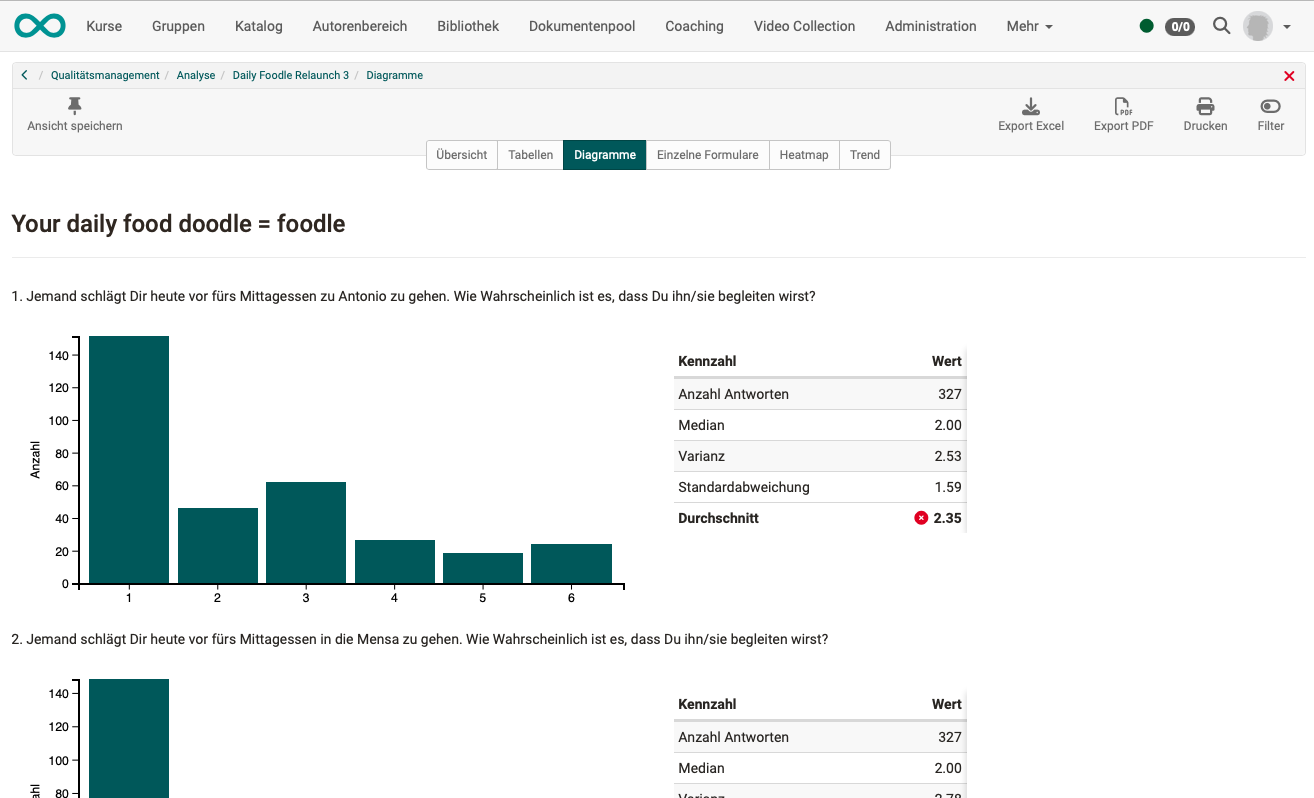 Kurse Gruppen Katalog Autorenbereich Bibliothek Dokumentenpool Coaching Video Collection Administration Mehr 0/0
/ Qualitätsmanagement / Analyse / Daily Foodle Relaunch 3 / Diagramme
Ansicht speichern Export Excel PDF Export PDF Drucken Filter
Übersicht Tabellen Diagramme Einzelne Formulare Heatmap Trend
Your daily food doodle = foodle
1. Jemand schlägt Dir heute vor fürs Mittagessen zu Antonio zu gehen. Wie Wahrscheinlich ist es, dass Du ihn/sie begleiten wirst?
Anzahl
140
120
100
80
60
40
20
0
1 2 3 4 5 6
Kennzahl Wert
Anzahl Antworten 327
Median 2.00
Varianz 2.53
Standardabweichung 1.59
Durchschnitt 2.35
2. Jemand schlägt Dir heute vor fürs Mittagessen in die Mensa zu gehen. Wie Wahrscheinlich ist es, dass Du ihn/sie begleiten wirst?
140
120
100
80
Kennzahl Wert
Anzahl Antworten 327
Median 2.00